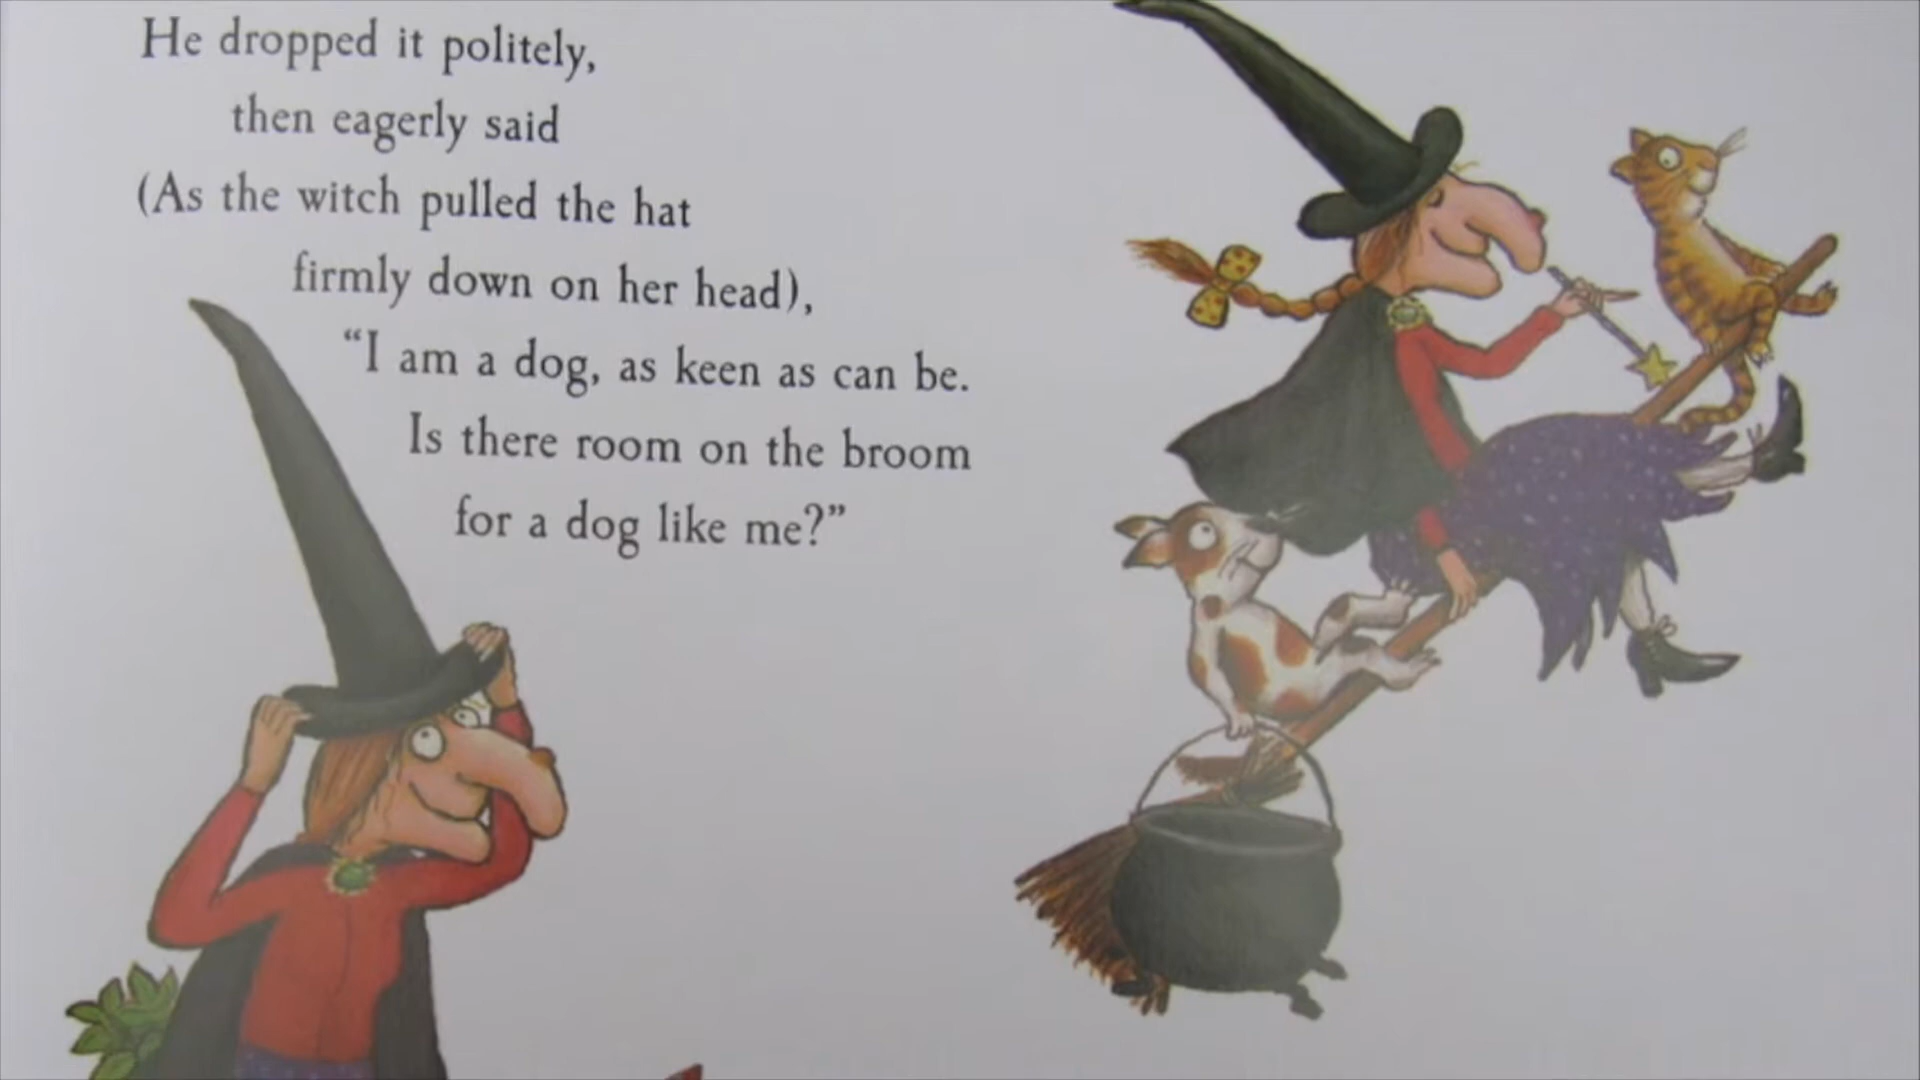 He dropped it politely,
then eagerly said
(As the witch pulled the hat
firmly down on her head),
“I am a dog, as keen as can be.
Is there room on the broom
for a dog like me?”